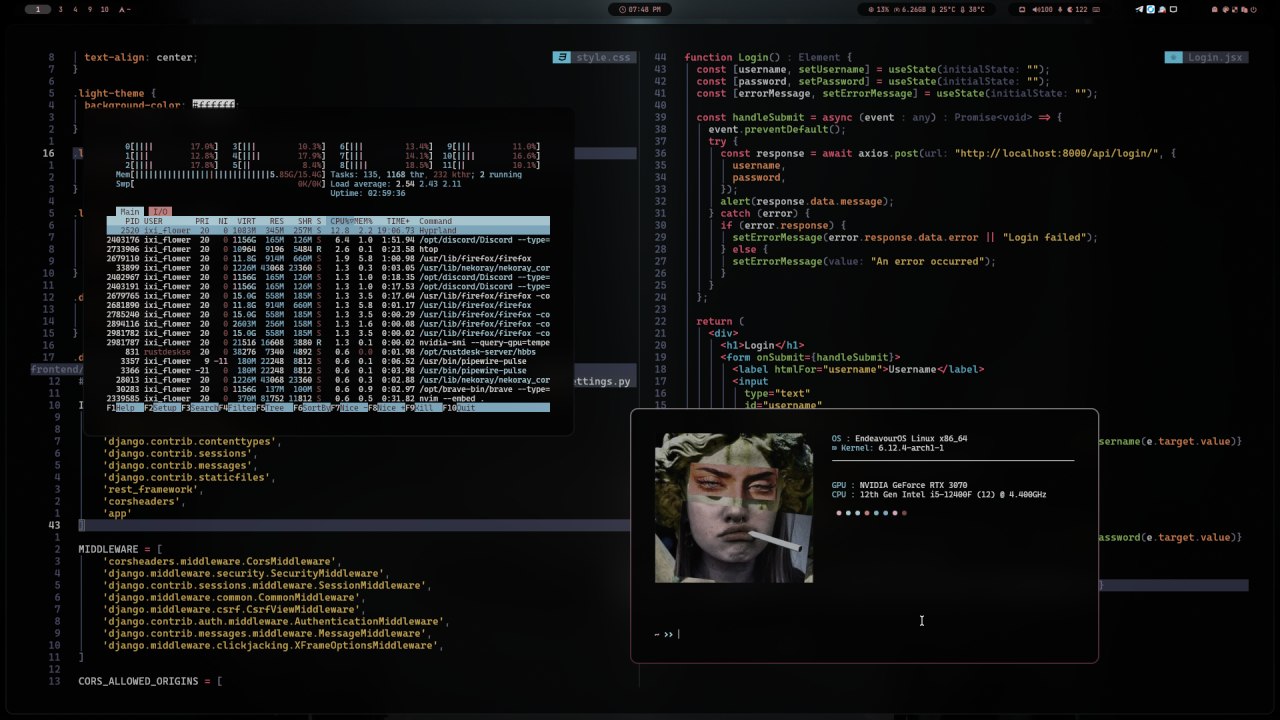 1 3 4 9 10
07:48 PM
13% 6.26GB 25°C 38°C
100 122
8 text-align: center;
7 }
6
5 .light-theme {
4 background-color: #ffffff;
3
2 }
1
16 .l
1
2
3 }
4
5 .l
6
7
8
9
10 }
11
12 .d
13
14
15 }
16
17 .d
style.css
0[||| 17.0%] 3[||| 10.3%] 6[||| 13.4%] 9[||| 11.0%]
1[||| 12.8%] 4[|||| 17.9%] 7[||| 14.1%] 10[|||| 16.6%]
2[||| 17.8%] 5[|| 8.4%] 8[|||| 18.5%] 11[|| 10.1%]
Mem[|||||||||||||||||||||||||5.85G/15.4G] Tasks: 135, 1168 thr, 232 kthr; 2 running
Swp[ 0K/0K] Load average: 2.54 2.43 2.11
Uptime: 02:59:36
Main I/O
PID USER PRI NI VIRT RES SHR S CPU% MEM% TIME+ Command
2520 ixi_flower 20 0 1083M 345M 257M S 12.8 2.2 19:06.73 Hyprland
2403176 ixi_flower 20 0 1156G 165M 126M S 6.4 1.0 1:51.94 /opt/discord/Discord --type=
2733906 ixi_flower 20 0 10964 9196 5484 R 2.6 0.1 0:23.58 htop
2679110 ixi_flower 20 0 11.8G 914M 660M S 1.9 5.8 1:00.98 /usr/lib/firefox/firefox
33899 ixi_flower 20 0 1226M 43068 23360 S 1.3 0.3 0:03.05 /usr/lib/nekoray/nekoray_cor
2402967 ixi_flower 20 0 1156G 165M 126M S 1.3 1.0 0:18.35 /opt/discord/Discord --type=
2403191 ixi_flower 20 0 1156G 165M 126M S 1.3 1.0 0:17.53 /opt/discord/Discord --type=
2679765 ixi_flower 20 0 15.0G 558M 185M S 1.3 3.5 0:17.64 /usr/lib/firefox/firefox -co
2681890 ixi_flower 20 0 11.8G 914M 660M S 1.3 5.8 0:01.17 /usr/lib/firefox/firefox
2785240 ixi_flower 20 0 15.0G 558M 185M S 1.3 3.5 0:00.29 /usr/lib/firefox/firefox -co
2894116 ixi_flower 20 0 2603M 256M 158M S 1.3 1.6 0:00.08 /usr/lib/firefox/firefox -co
2981782 ixi_flower 20 0 15.0G 558M 185M S 1.3 3.5 0:00.02 /usr/lib/firefox/firefox -co
2981787 ixi_flower 20 0 21516 16608 3880 R 1.3 0.1 0:00.02 nvidia-smi --query-gpu=tempe
831 rustdeskse 20 0 38276 7340 4892 S 0.6 0.0 0:01.98 /opt/rustdesk-server/hbbs
3357 ixi_flower 9 -11 180M 22248 8812 S 0.6 0.1 0:06.52 /usr/bin/pipewire-pulse
3366 ixi_flower -21 0 180M 22248 8812 S 0.6 0.1 0:03.98 /usr/bin/pipewire-pulse
28013 ixi_flower 20 0 1226M 43068 23360 S 0.6 0.3 0:02.88 /usr/lib/nekoray/nekoray_cor
30283 ixi_flower 20 0 1156G 137M 100M S 0.6 0.9 0:02.97 /opt/brave-bin/brave --type=
2339585 ixi_flower 20 0 370M 81752 11812 S 0.6 0.5 0:31.82 nvim --embed .
F1Help F2Setup F3Search F4Filter F5Tree F6SortBy F7Nice - F8Nice + F9Kill F10Quit
frontend/
ettings.py
12 #
11
10 I
9
8
7 'django.contrib.contenttypes',
6 'django.contrib.sessions',
5 'django.contrib.messages',
4 'django.contrib.staticfiles',
3 'rest_framework',
2 'corsheaders',
1 'app'
43 ]
1
2 MIDDLEWARE = [
3 'corsheaders.middleware.CorsMiddleware',
4 'django.middleware.security.SecurityMiddleware',
5 'django.contrib.sessions.middleware.SessionMiddleware',
6 'django.middleware.common.CommonMiddleware',
7 'django.middleware.csrf.CsrfViewMiddleware',
8 'django.contrib.auth.middleware.AuthenticationMiddleware',
9 'django.contrib.messages.middleware.MessageMiddleware',
10 'django.middleware.clickjacking.XFrameOptionsMiddleware',
11 ]
12
13 CORS_ALLOWED_ORIGINS = [
Login.jsx
44 function Login() : Element {
43 const [username, setUsername] = useState(initialState: "");
42 const [password, setPassword] = useState(initialState: "");
41 const [errorMessage, setErrorMessage] = useState(initialState: "");
40
39 const handleSubmit = async (event : any) : Promise<void> => {
38 event.preventDefault();
37 try {
36 const response = await axios.post(url: "http://localhost:8000/api/login/", {
35 username,
34 password,
33 });
32 alert(response.data.message);
31 } catch (error) {
30 if (error.response) {
29 setErrorMessage(error.response.data.error || "Login failed");
28 } else {
27 setErrorMessage(value: "An error occurred");
26 }
25 }
24 };
23
22 return (
21 <div>
20 <h1>Login</h1>
19 <form onSubmit={handleSubmit}>
18 <label htmlFor="username">Username</label>
17 <input
16 type="text"
15 id="username"
sername(e.target.value)}
assword(e.target.value)}
}
OS : EndeavourOS Linux x86_64
Kernel: 6.12.4-arch1-1
GPU : NVIDIA GeForce RTX 3070
CPU : 12th Gen Intel i5-12400F (12) @ 4.400GHz
~ ››